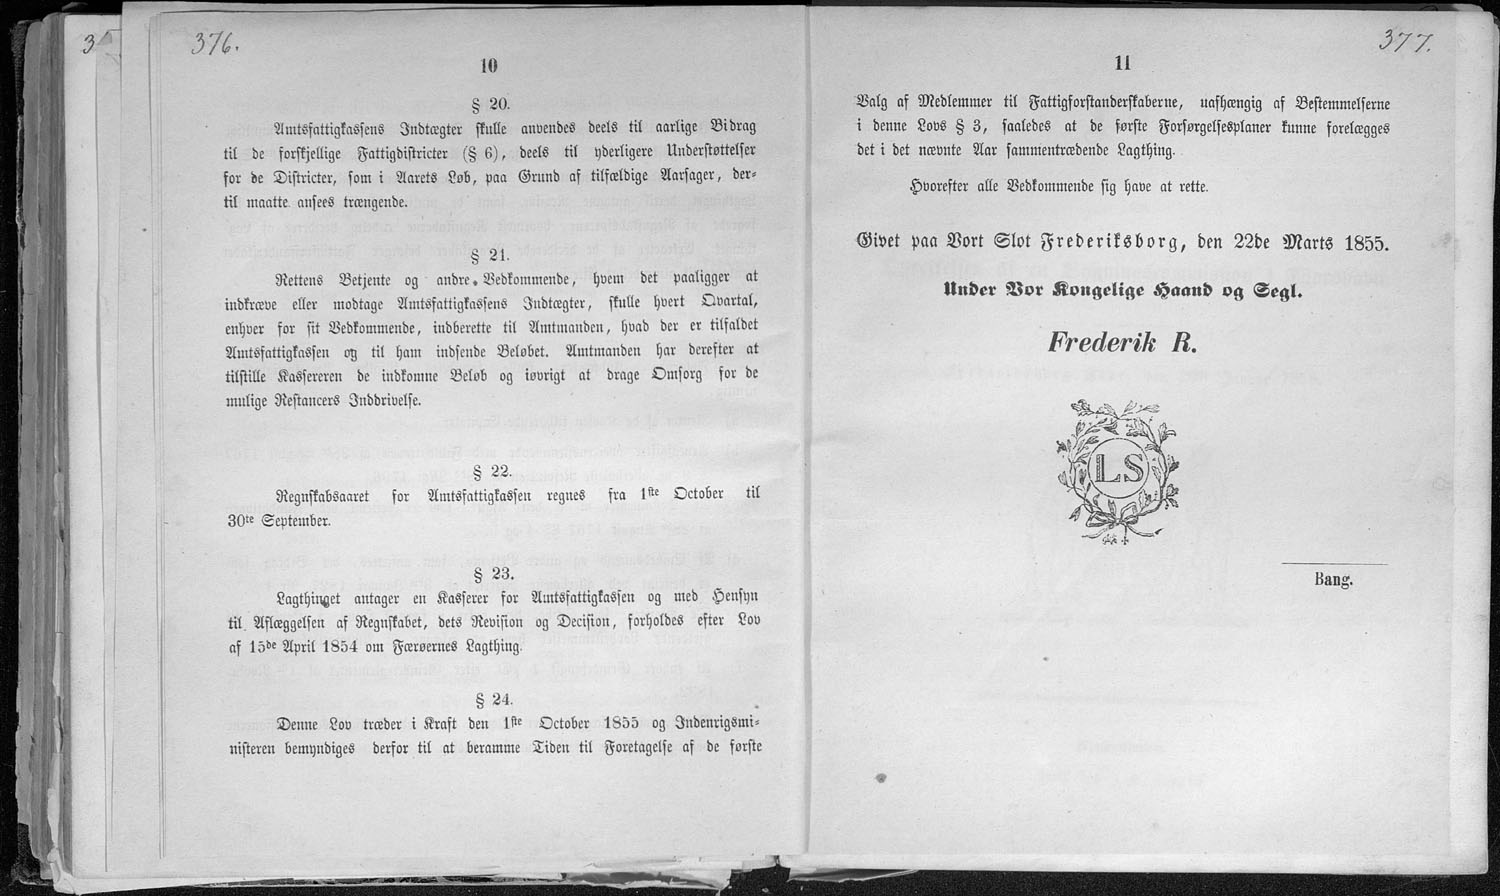 376.
10
§ 20.
Amtsfattigkassens Indtægter skulle anvendes deels til aarlige Bidrag
til de forskjellige Fattigdistricter (§ 6), deels til yderligere Understøttelser
for de Districter, som i Aarets Løb, paa Grund af tilfældige Aarsager, der-
til maatte ansees trængende.
§ 21.
Rettens Betjente og andre Vedkommende, hvem det paaligger at
indkræve eller modtage Amtsfattigkassens Indtægter, skulle hvert Qvartal,
enhver for sit Vedkommende, indberette til Amtmanden, hvad der er tilfaldet
Amtsfattigkassen og til ham indsende Beløbet. Amtmanden har derefter at
tilstille Kassereren de indkomne Beløb og iøvrigt at drage Omsorg for de
mulige Restancers Inddrivelse.
§ 22.
Regnskabsaaret for Amtsfattigkassen regnes fra 1ste October til
30te September.
§ 23.
Lagthinget antager en Kasserer for Amtsfattigkassen og med Hensyn
til Aflæggelsen af Regnskabet, dets Revision og Decision, forholdes efter Lov
af 15de April 1854 om Færøernes Lagthing.
§ 24.
Denne Lov træder i Kraft den 1ste October 1855 og Indenrigsmi-
nisteren bemyndiges derfor til at beramme Tiden til Foretagelse af de første
377.
11
Valg af Medlemmer til Fattigforstanderskaberne, uafhængig af Bestemmelserne
i denne Lovs § 3, saaledes at de første Forsørgelsesplaner kunne forelægges
det i det nævnte Aar sammentrædende Lagthing.
Hvorefter alle Vedkommende sig have at rette.
Givet paa Vort Slot Frederiksborg, den 22de Marts 1855.
Under Vor Kongelige Haand og Segl.
Frederik R.
LS
Bang.